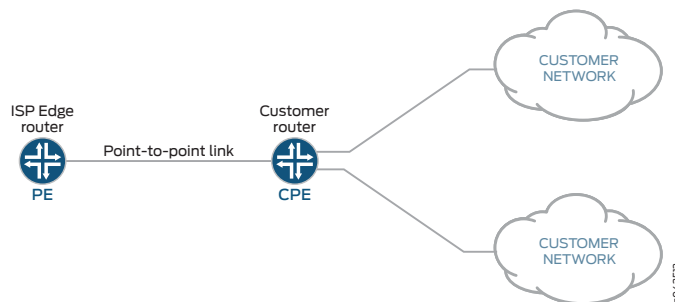 CUSTOMER
NETWORK
ISP Edge
router
Customer
router
Point-to-point link
PE
CPE
CUSTOMER
NETWORK